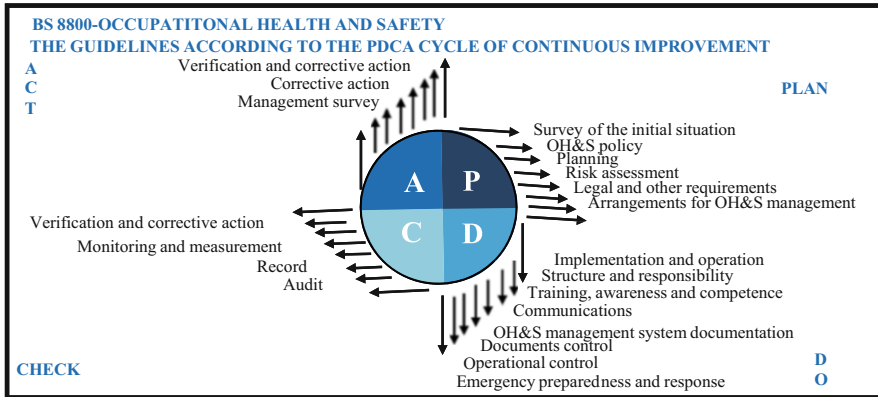 BS 8800-OCCUPATITONAL HEALTH AND SAFETY
THE GUIDELINES ACCORDING TO THE PDCA CYCLE OF CONTINUOUS IMPROVEMENT
A
C
T
Verification and corrective action
Corrective action
Management survey
PLAN
Survey of the initial situation
OH&S policy
Planning
Risk assessment
Legal and other requirements
Arrangements for OH&S management
A P
C D
Verification and corrective action
Monitoring and measurement
Record
Audit
Implementation and operation
Structure and responsibility
Training, awareness and competence
Communications
OH&S management system documentation
Documents control
Operational control
Emergency preparedness and response
CHECK
D
O